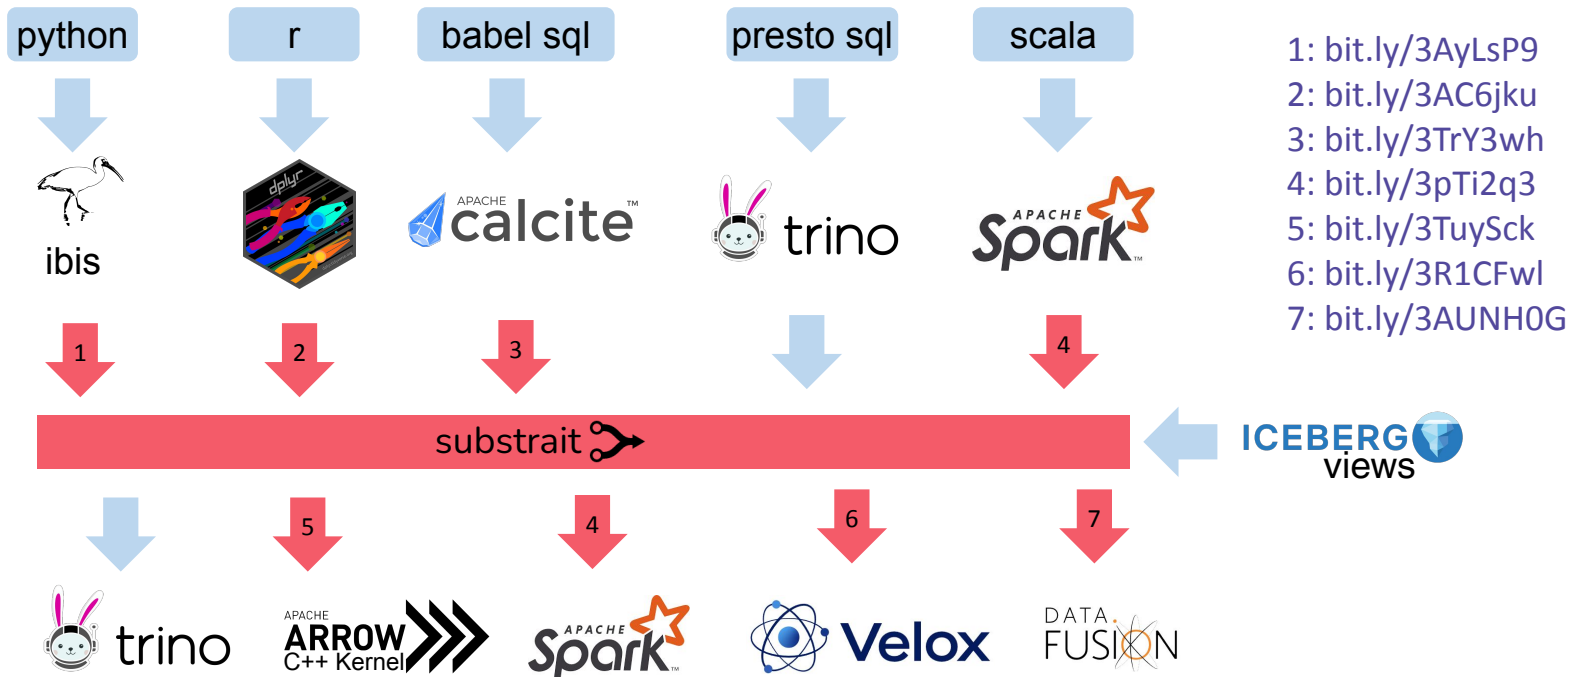 python
r
babel sql
presto sql
scala
1: bit.ly/3AyLsP9
2: bit.ly/3AC6jku
3: bit.ly/3TrY3wh
4: bit.ly/3pTi2q3
5: bit.ly/3TuySck
6: bit.ly/3R1CFwl
7: bit.ly/3AUNH0G
ibis
dplyr
APACHE
calcite™
trino
APACHE
Spark™
1
2
3
4
substrait
ICEBERG
views
5
4
6
7
trino
APACHE
ARROW
C++ Kernel
APACHE
Spark™
Velox
DATA
FUSION